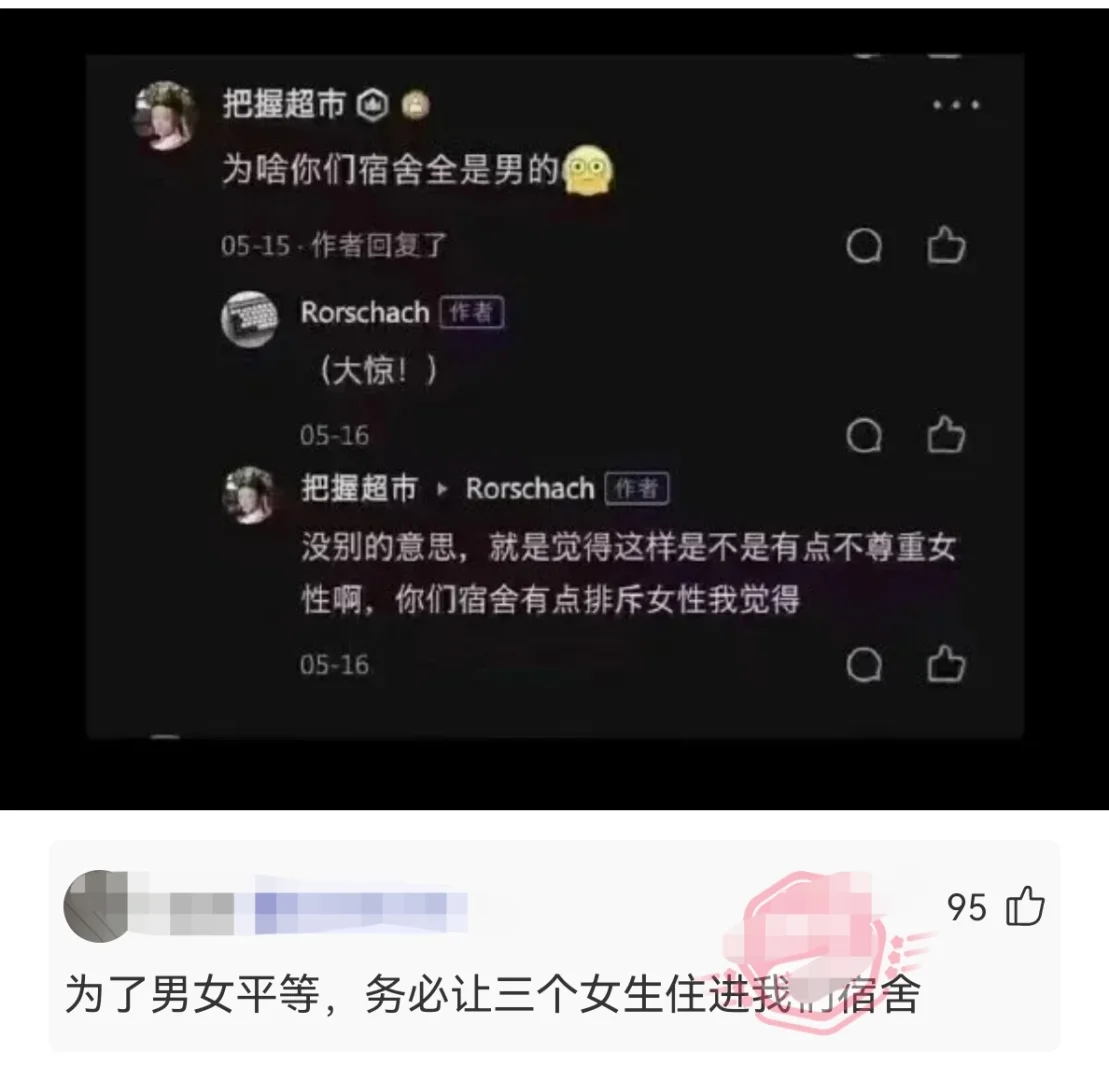 把握超市
为啥你们宿舍全是男的
05-15 · 作者回复了
Rorschach 作者
（大惊！）
05-16
把握超市 ▸ Rorschach 作者
没别的意思，就是觉得这样是不是有点不尊重女
性啊，你们宿舍有点排斥女性我觉得
05-16
95
为了男女平等，务必让三个女生住进我们宿舍